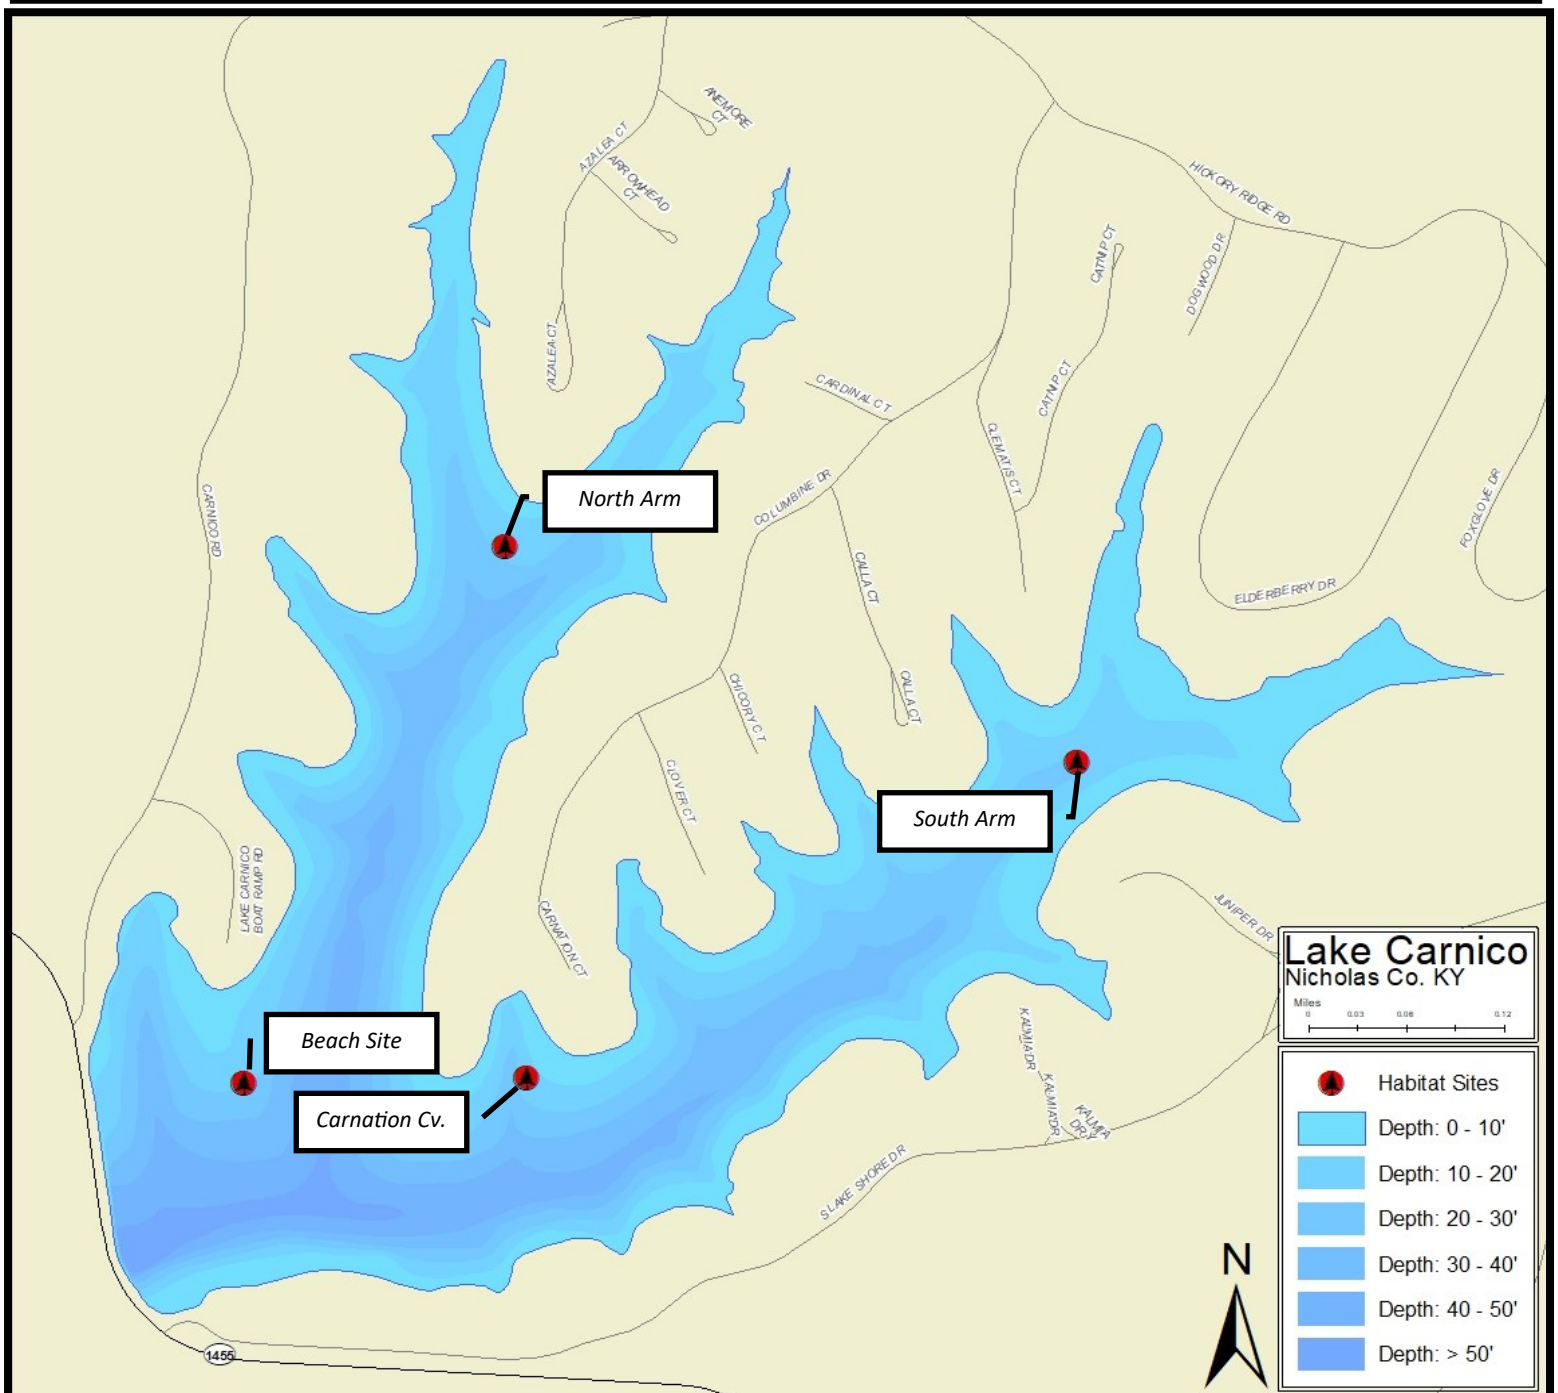 ANEMORE
CT
AZALEA CT
ARROWHEAD
CT
HICKORY RIDGE RD
CATNIP CT
DOGWOOD DR
AZALEA CT
CARDINAL CT
CATNIP CT
CLEMATIS CT
FOXGLOVE DR
CARNICO RD
North Arm
COLUMBINE DR
CALLA CT
ELDERBERRY DR
CHICORY CT
CALLA CT
CLOVER CT
South Arm
LAKE CARNICO
BOAT RAMP RD
CARNATION CT
JUNIPER DR
Lake Carnico
Nicholas Co. KY
Miles
0 0.03 0.06 0.12
Beach Site
KALMIA DR
KALMIA DR
KALMIA
DR
Carnation Cv.
S LAKE SHORE DR
1455
N
Habitat Sites
Depth: 0 - 10'
Depth: 10 - 20'
Depth: 20 - 30'
Depth: 30 - 40'
Depth: 40 - 50'
Depth: > 50'